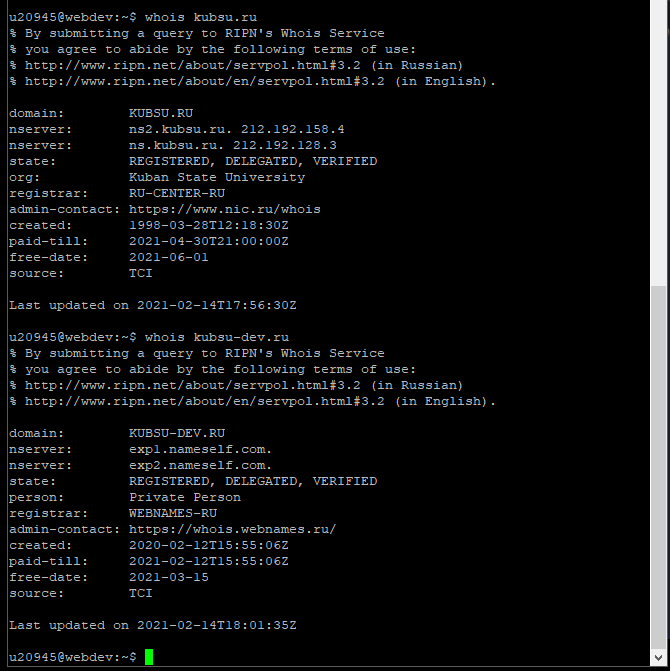 u20945@webdev:~$ whois kubsu.ru
% By submitting a query to RIPN's Whois Service
% you agree to abide by the following terms of use:
% http://www.ripn.net/about/servpol.html#3.2 (in Russian)
% http://www.ripn.net/about/en/servpol.html#3.2 (in English).

domain:        KUBSU.RU
nserver:       ns2.kubsu.ru. 212.192.158.4
nserver:       ns.kubsu.ru. 212.192.128.3
state:         REGISTERED, DELEGATED, VERIFIED
org:           Kuban State University
registrar:     RU-CENTER-RU
admin-contact: https://www.nic.ru/whois
created:       1998-03-28T12:18:30Z
paid-till:     2021-04-30T21:00:00Z
free-date:     2021-06-01
source:        TCI

Last updated on 2021-02-14T17:56:30Z

u20945@webdev:~$ whois kubsu-dev.ru
% By submitting a query to RIPN's Whois Service
% you agree to abide by the following terms of use:
% http://www.ripn.net/about/servpol.html#3.2 (in Russian)
% http://www.ripn.net/about/en/servpol.html#3.2 (in English).

domain:        KUBSU-DEV.RU
nserver:       exp1.nameself.com.
nserver:       exp2.nameself.com.
state:         REGISTERED, DELEGATED, VERIFIED
person:        Private Person
registrar:     WEBNAMES-RU
admin-contact: https://whois.webnames.ru/
created:       2020-02-12T15:55:06Z
paid-till:     2021-02-12T15:55:06Z
free-date:     2021-03-15
source:        TCI

Last updated on 2021-02-14T18:01:35Z

u20945@webdev:~$